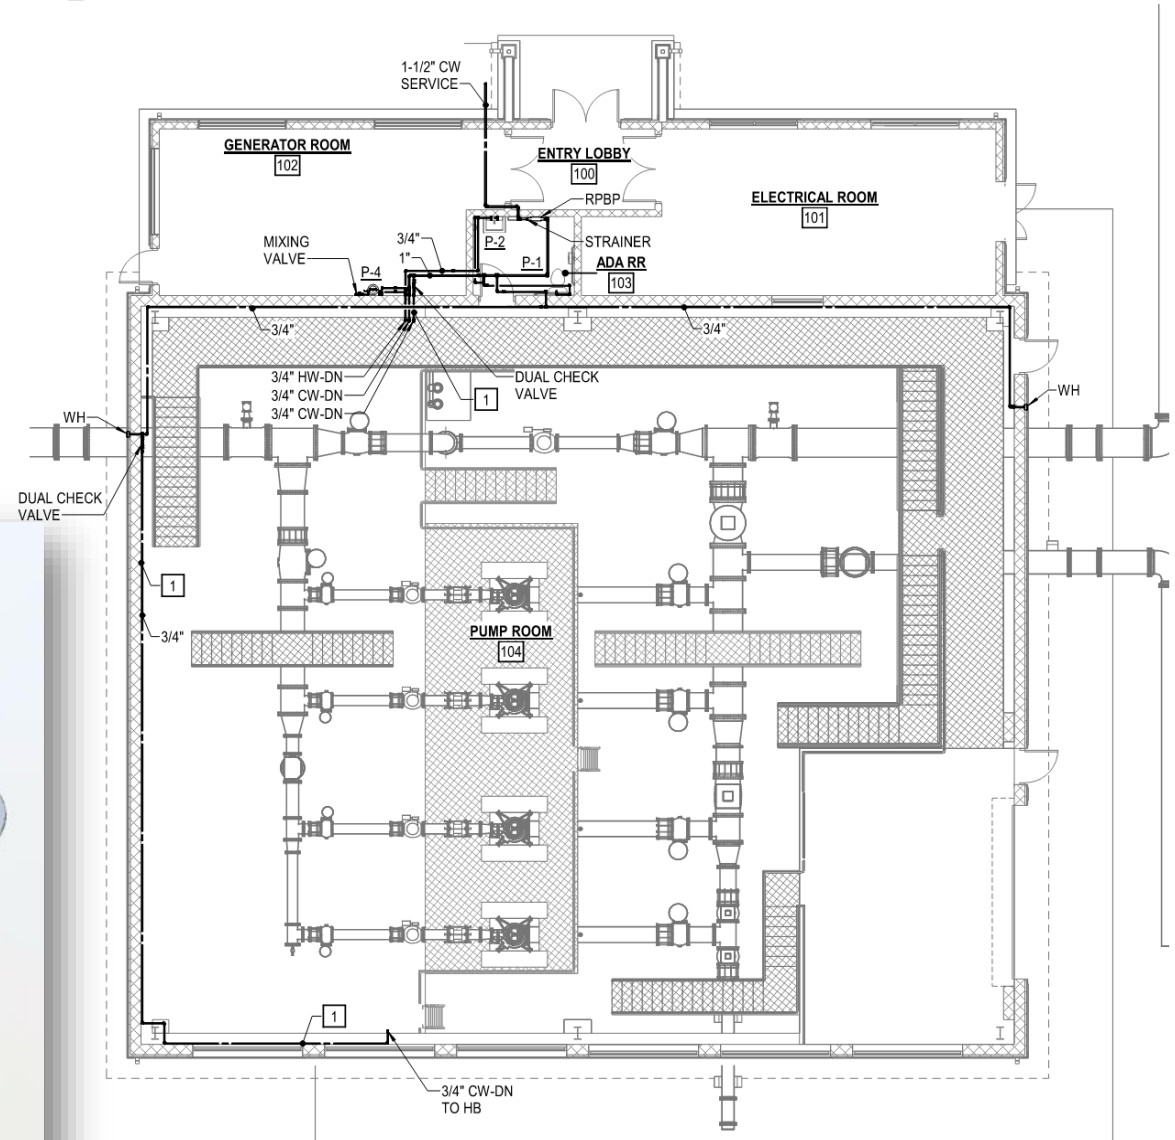 1-1/2" CW
SERVICE
GENERATOR ROOM
102
ENTRY LOBBY
100
ELECTRICAL ROOM
101
RPBP
STRAINER
MIXING
VALVE
3/4"
1"
P-2
P-1
P-4
ADA RR
103
3/4"
3/4"
3/4" HW-DN
3/4" CW-DN
3/4" CW-DN
1
DUAL CHECK
VALVE
WH
WH
DUAL CHECK
VALVE
1
3/4"
PUMP ROOM
104
1
3/4" CW-DN
TO HB